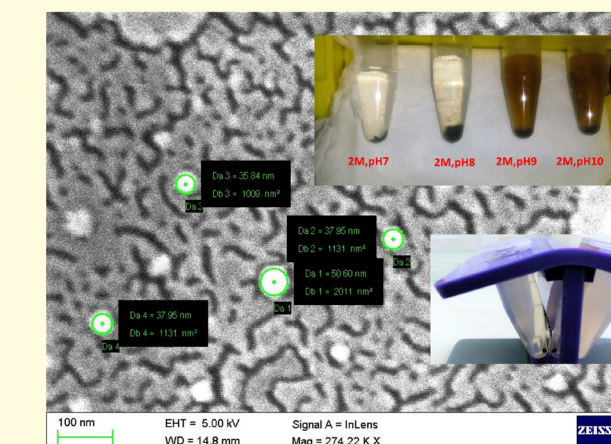 2M,pH7
2M,pH8
2M,pH9
2M,pH10
Da 3 = 35.84 nm
Db 3 = 1009. nm²
Da 3
Da 2 = 37.95 nm
Db 2 = 1131. nm²
Da 2
Da 1 = 50.60 nm
Db 1 = 2011. nm²
Da 1
Da 4 = 37.95 nm
Db 4 = 1131. nm²
Da 4
100 nm
EHT = 5.00 kV
Signal A = InLens
WD = 14.8 mm
Mag = 274.22 K X
ZEISS